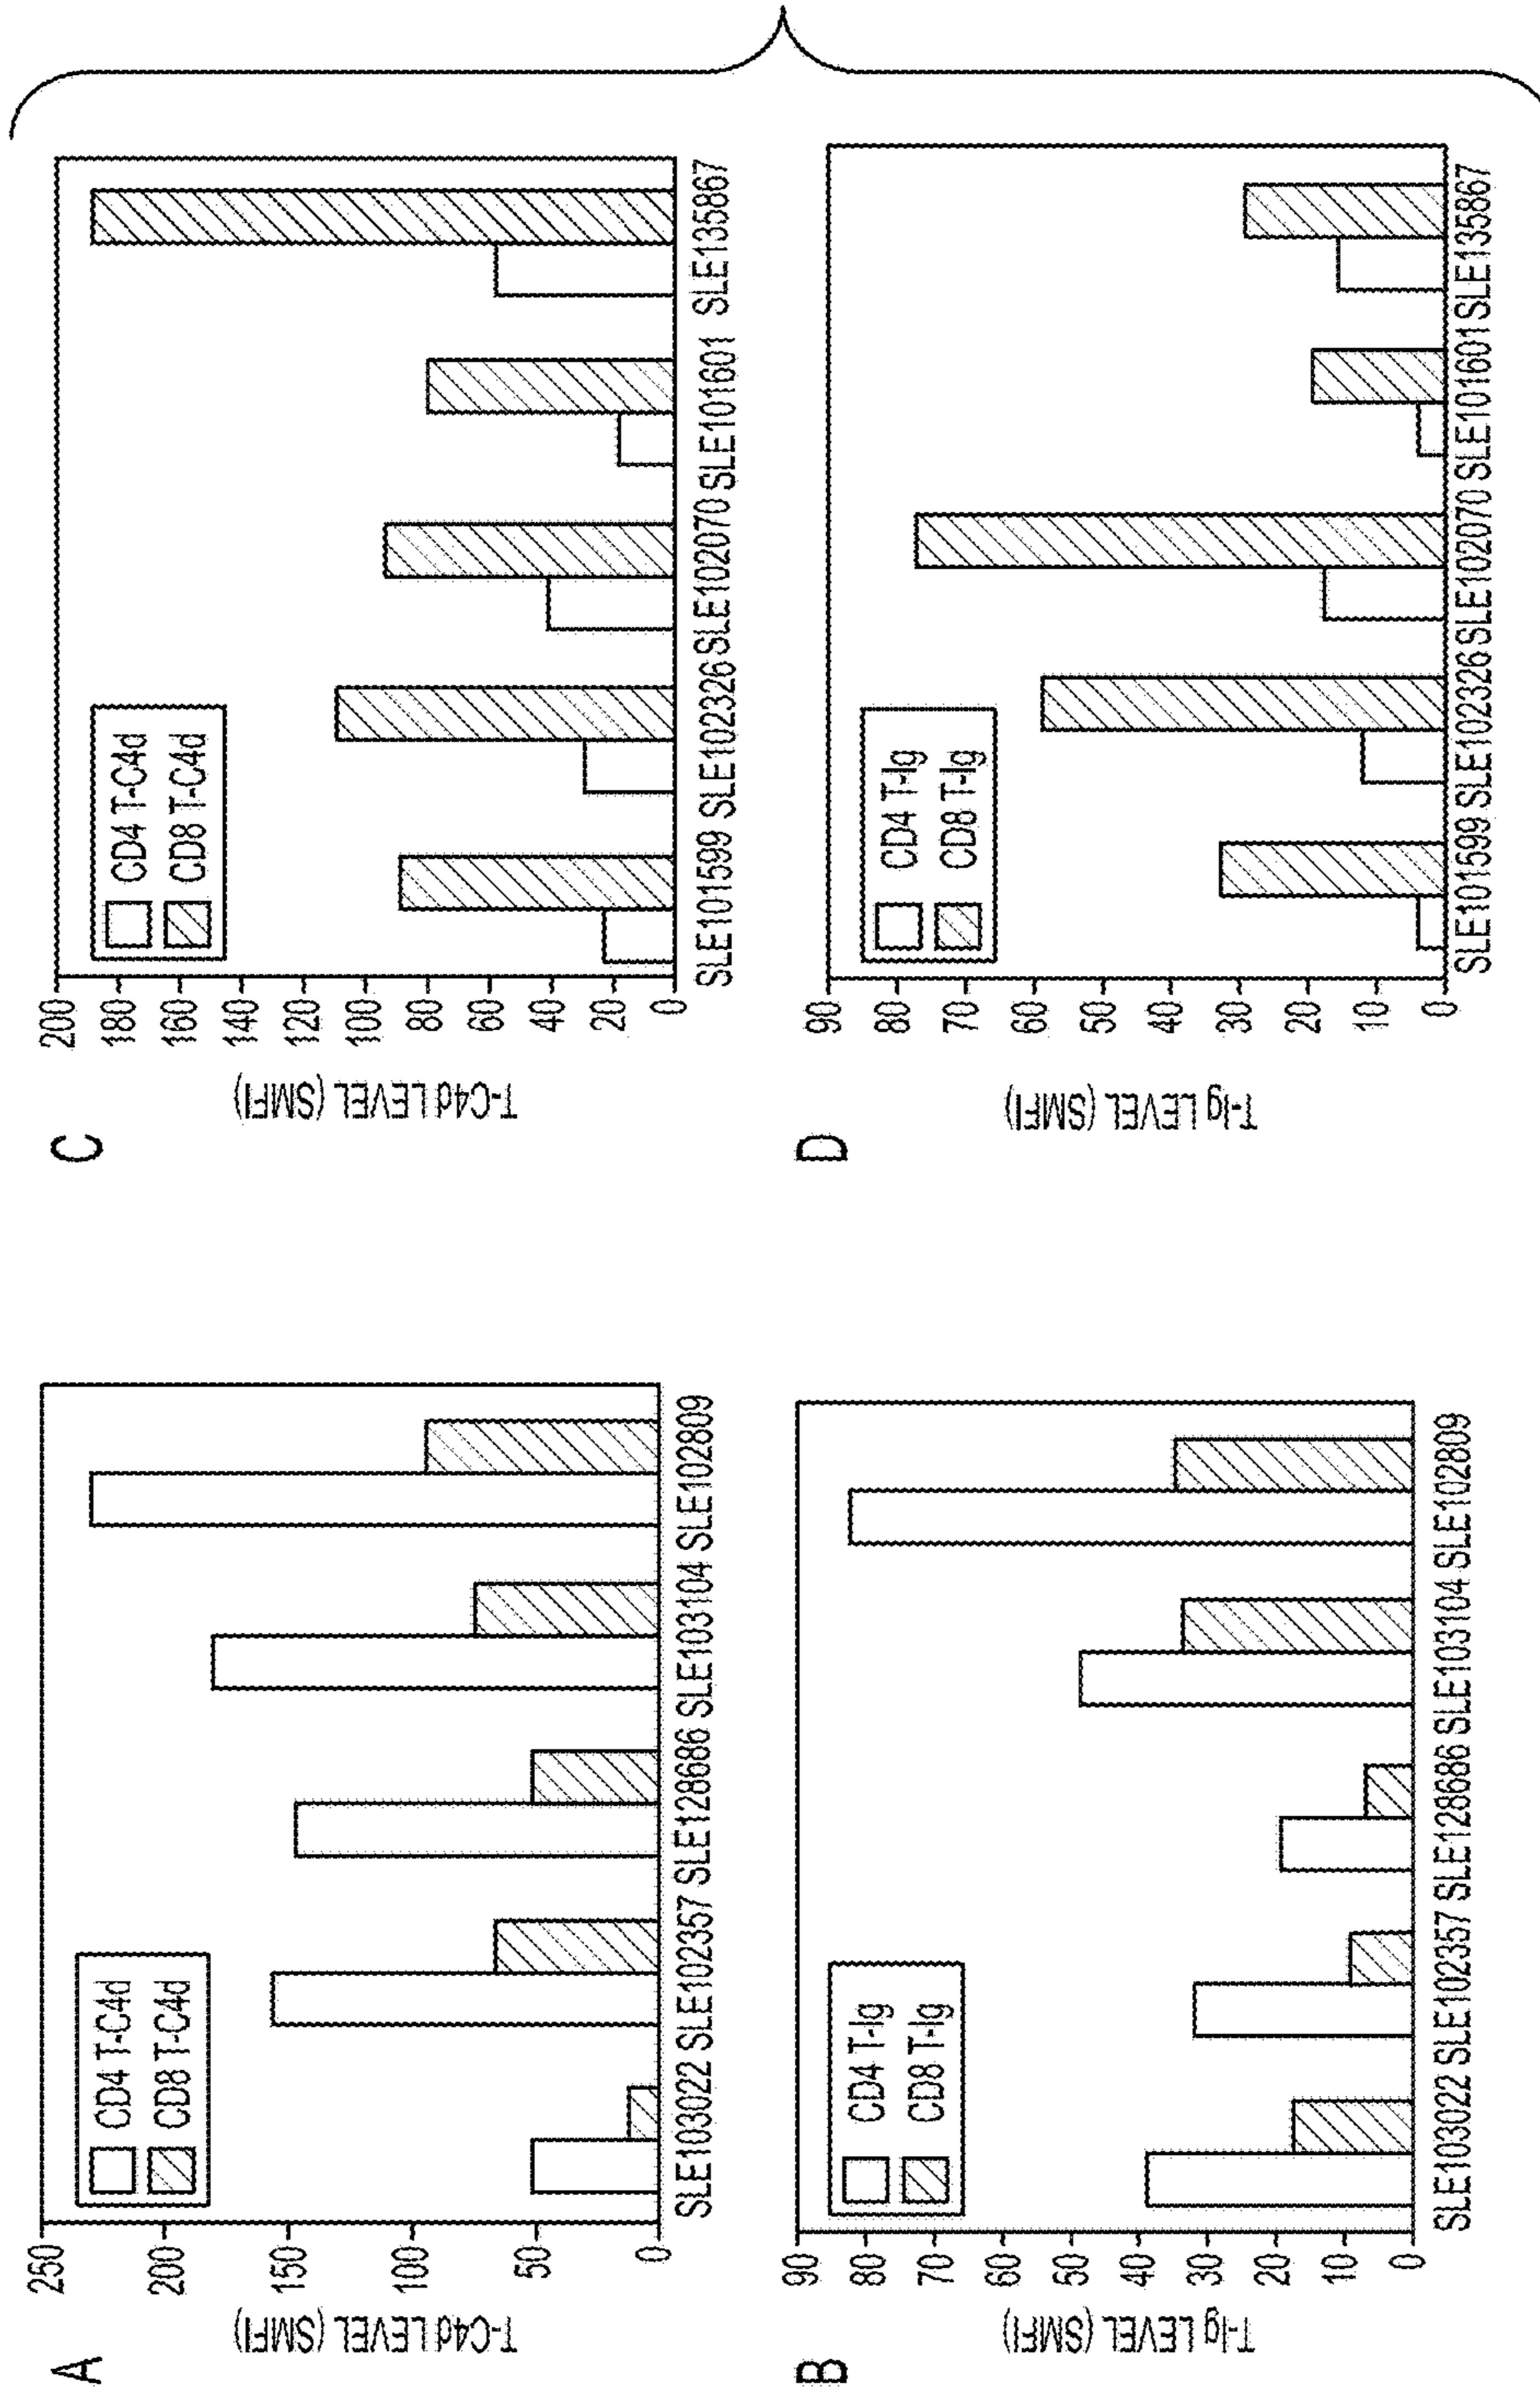 A
T-C4d LEVEL (SMFI)
250
200
150
100
50
0
CD4 T-C4d
CD8 T-C4d
SLE103022 SLE102357 SLE128686 SLE103104 SLE102809
B
T-Ig LEVEL (SMFI)
90
80
70
60
50
40
30
20
10
0
CD4 T-Ig
CD8 T-Ig
SLE103022 SLE102357 SLE128686 SLE103104 SLE102809
C
T-C4d LEVEL (SMFI)
200
180
160
140
120
100
80
60
40
20
0
CD4 T-C4d
CD8 T-C4d
SLE101599 SLE102326 SLE102070 SLE101601 SLE135867
D
T-Ig LEVEL (SMFI)
90
80
70
60
50
40
30
20
10
0
CD4 T-Ig
CD8 T-Ig
SLE101599 SLE102326 SLE102070 SLE101601 SLE135867